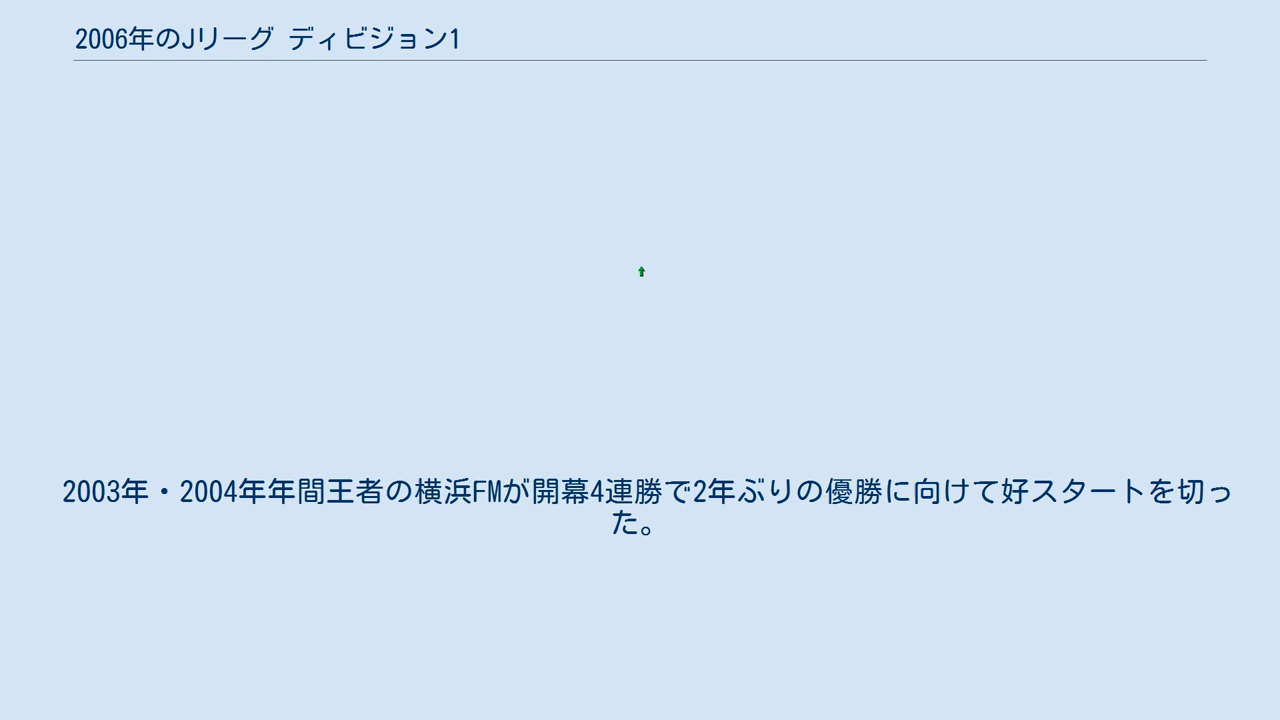 2006年のJリーグ ディビジョン1
2003年・2004年年間王者の横浜FMが開幕4連勝で2年ぶりの優勝に向けて好スタートを切っ
た。